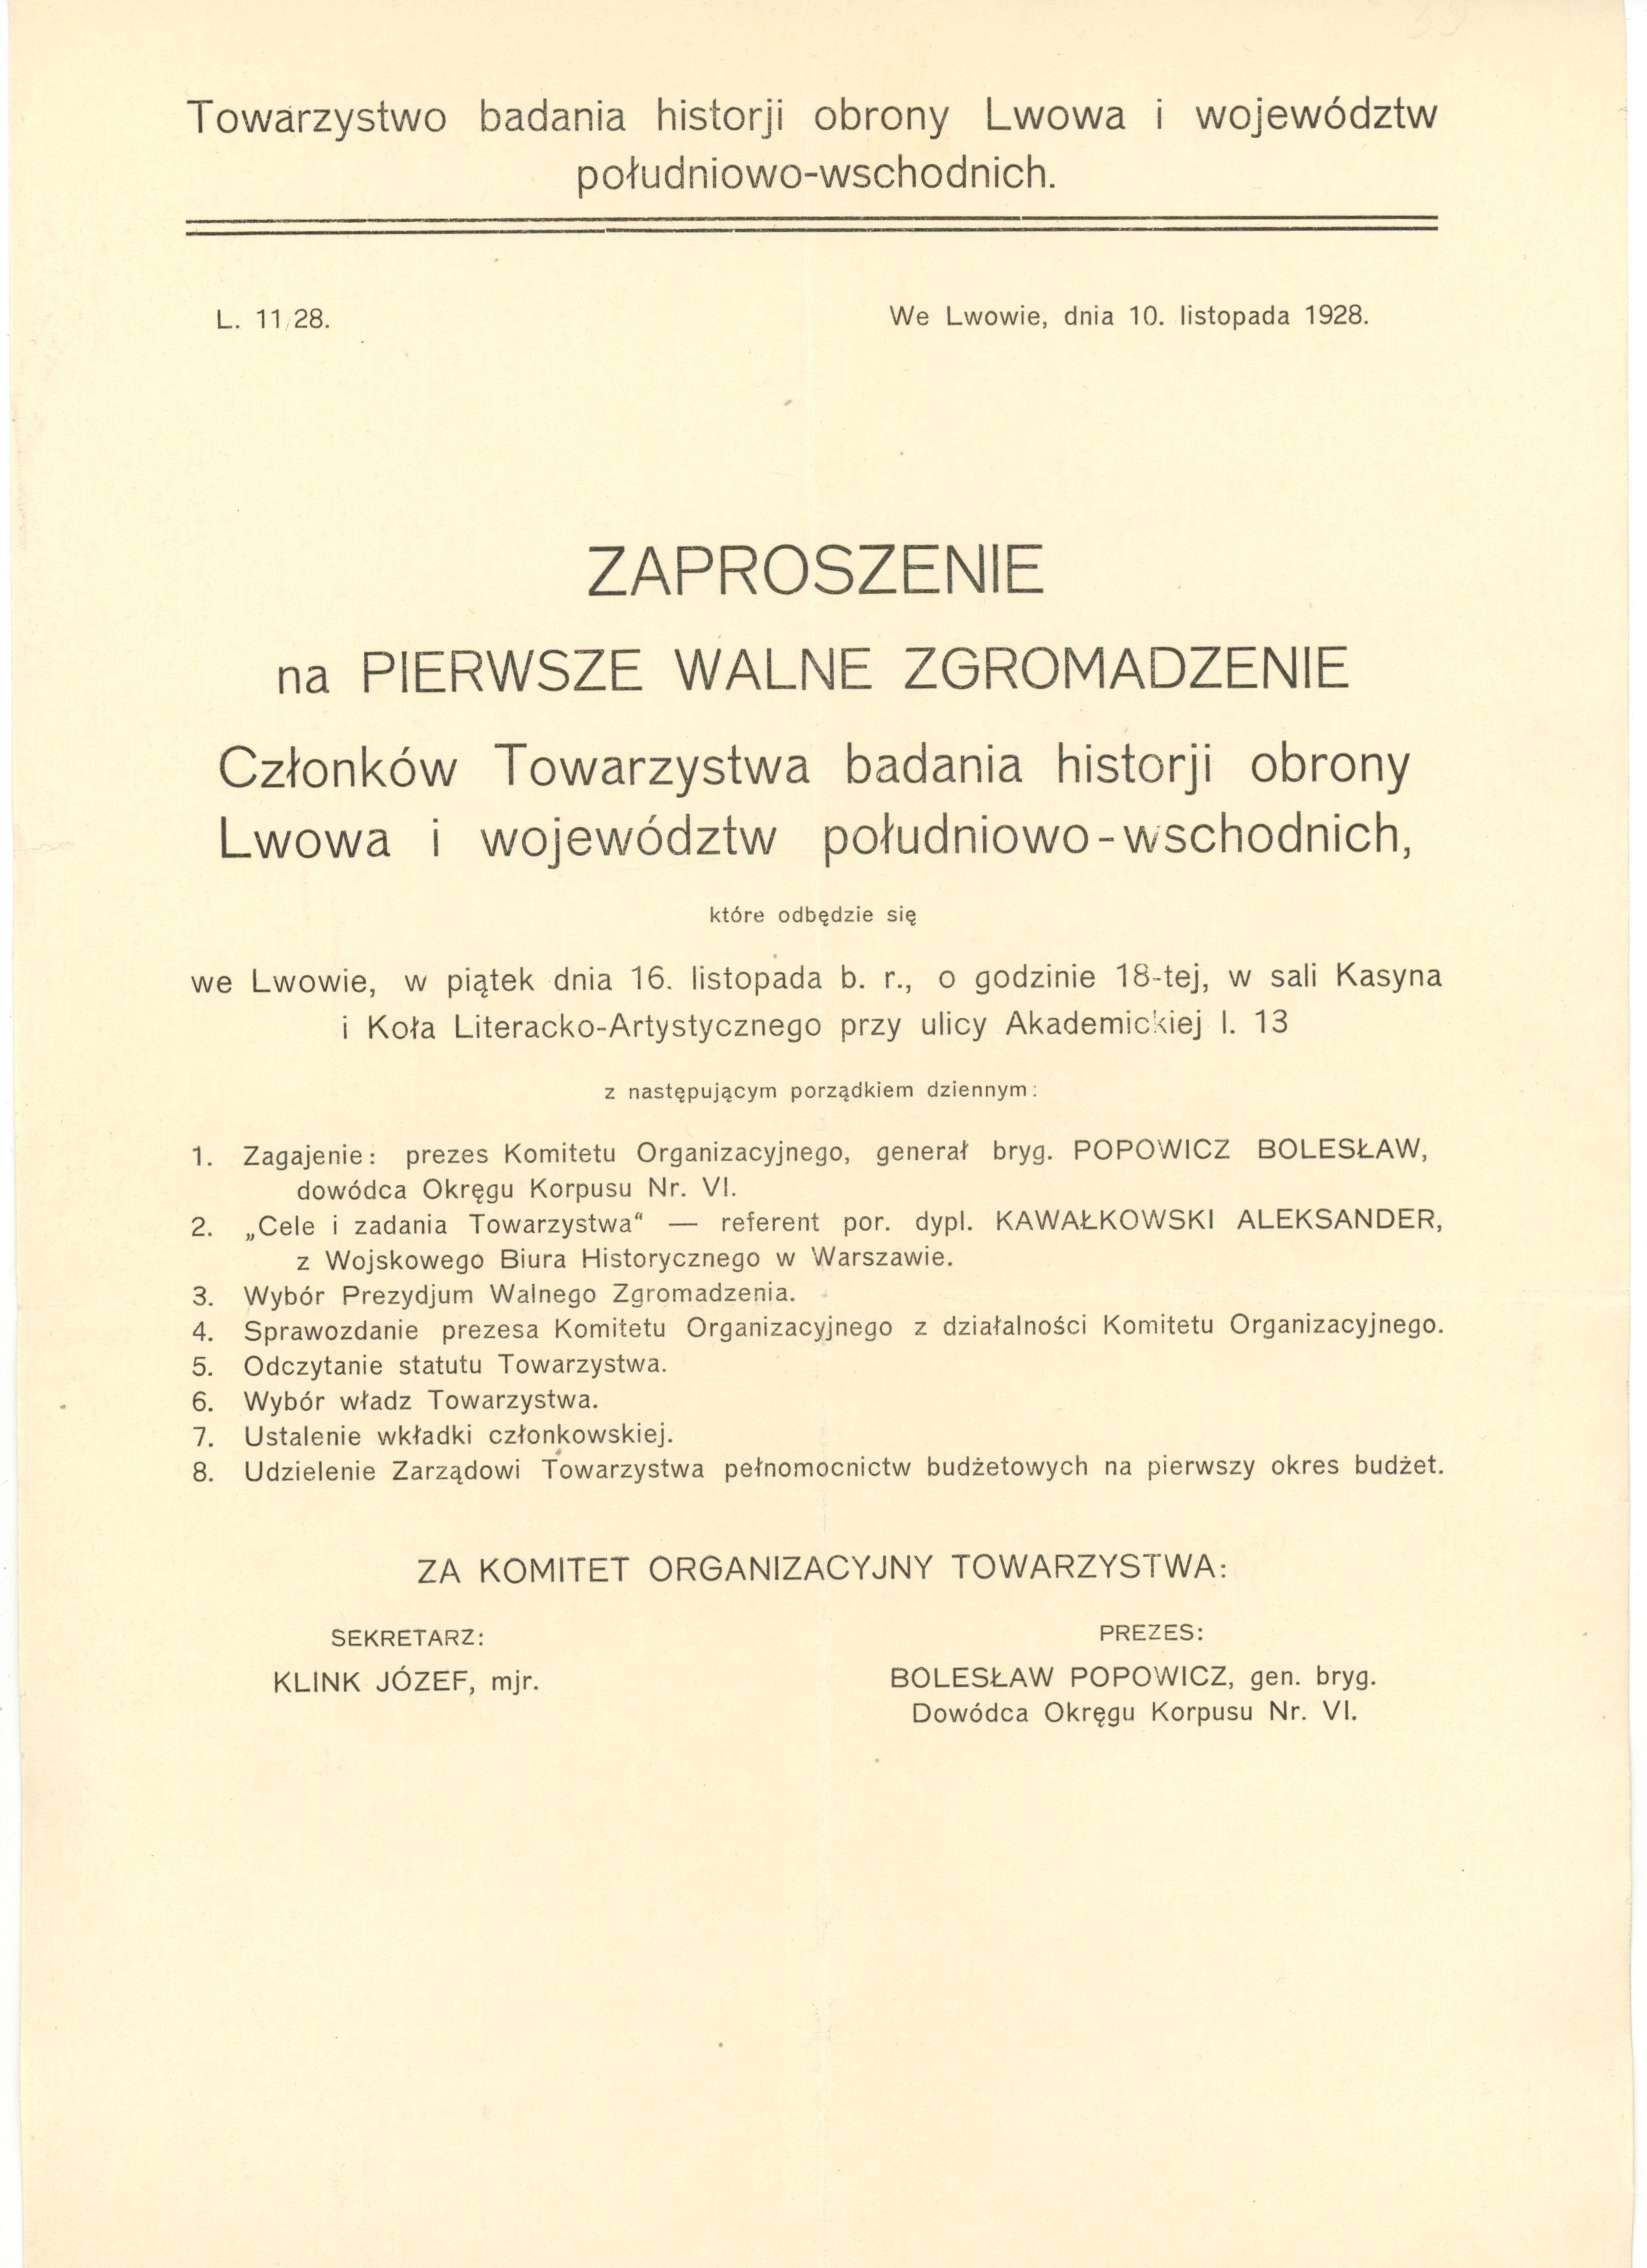 Towarzystwo badania historji obrony Lwowa i województw
południowo-wschodnich.
L. 11/28.
We Lwowie, dnia 10. listopada 1928.
ZAPROSZENIE
na PIERWSZE WALNE ZGROMADZENIE
Członków Towarzystwa badania historji obrony
Lwowa i województw południowo-wschodnich,
które odbędzie się
we Lwowie, w piątek dnia 16. listopada b. r., o godzinie 18-tej, w sali Kasyna
i Koła Literacko-Artystycznego przy ulicy Akademickiej l. 13
z następującym porządkiem dziennym:
1. Zagajenie: prezes Komitetu Organizacyjnego, generał bryg. POPOWICZ BOLESŁAW,
dowódca Okręgu Korpusu Nr. VI.
2. „Cele i zadania Towarzystwa“ — referent por. dypl. KAWAŁKOWSKI ALEKSANDER,
z Wojskowego Biura Historycznego w Warszawie.
3. Wybór Prezydjum Walnego Zgromadzenia.
4. Sprawozdanie prezesa Komitetu Organizacyjnego z działalności Komitetu Organizacyjnego.
5. Odczytanie statutu Towarzystwa.
6. Wybór władz Towarzystwa.
7. Ustalenie wkładki członkowskiej.
8. Udzielenie Zarządowi Towarzystwa pełnomocnictw budżetowych na pierwszy okres budżet.
ZA KOMITET ORGANIZACYJNY TOWARZYSTWA:
SEKRETARZ:
KLINK JÓZEF, mjr.
PREZES:
BOLESŁAW POPOWICZ, gen. bryg.
Dowódca Okręgu Korpusu Nr. VI.